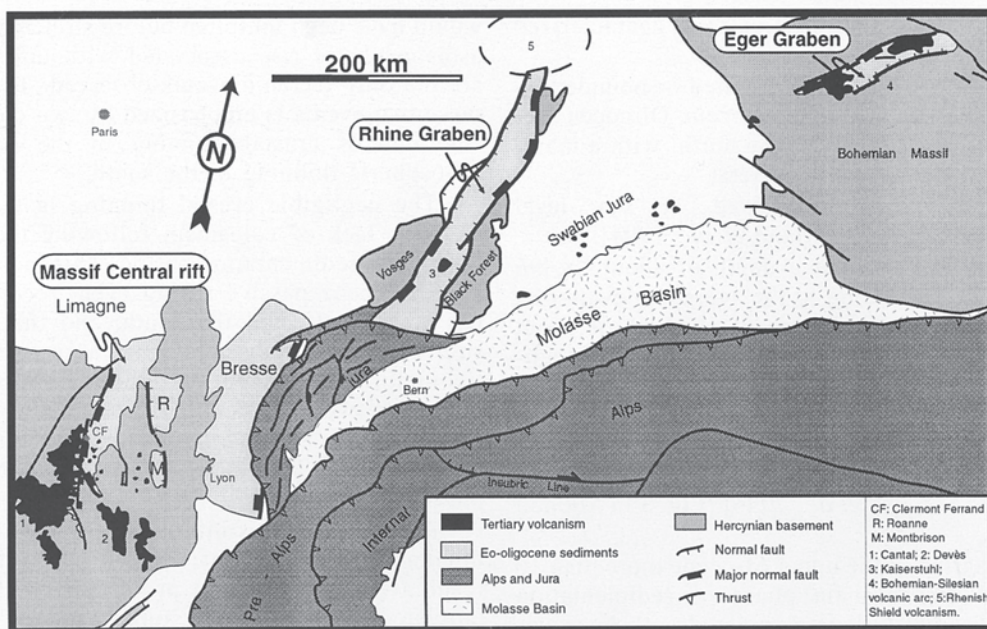 Eger Graben
5
200 km
4
Paris
N
Rhine Graben
Bohemian Massif
Swabian Jura
Massif Central rift
Vosges
3
Black Forest
Limagne
Molasse Basin
Bresse
Jura
R
Bern
CF
Alps
M
Lyon
Insubric Line
1
2
Internal
Pre - Alps
Tertiary volcanism
Eo-oligocene sediments
Alps and Jura
Molasse Basin
Hercynian basement
Normal fault
Major normal fault
Thrust
CF: Clermont Ferrand
R: Roanne
M: Montbrison
1: Cantal; 2: Devès
3: Kaiserstuhl;
4: Bohemian-Silesian
volcanic arc; 5:Rhenish
Shield volcanism.